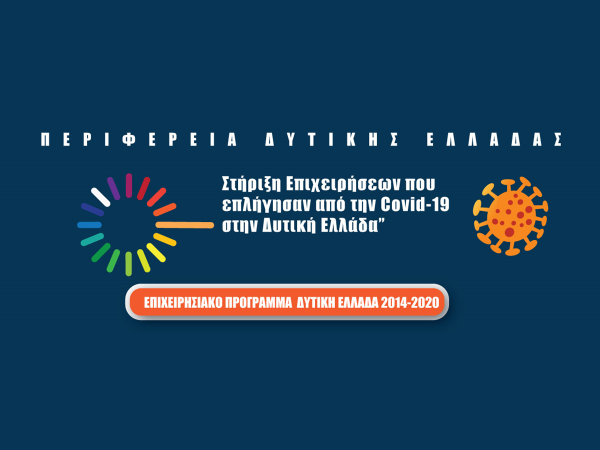 ΠΕΡΙΦΕΡΕΙΑ ΔΥΤΙΚΗΣ ΕΛΛΑΔΑΣ
Στήριξη Επιχειρήσεων που
επλήγησαν από την Covid-19
στην Δυτική Ελλάδα”
ΕΠΙΧΕΙΡΗΣΙΑΚΟ ΠΡΟΓΡΑΜΜΑ ΔΥΤΙΚΗ ΕΛΛΑΔΑ 2014-2020